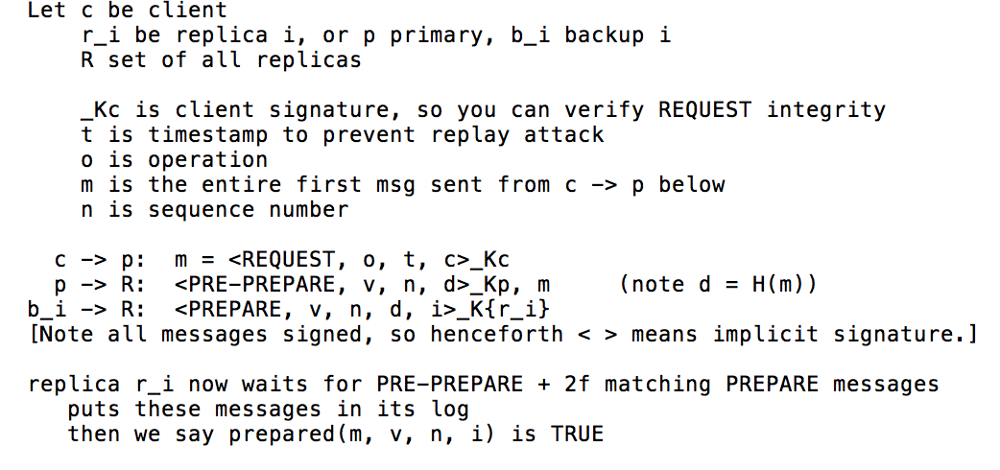 Let c be client
r_i be replica i, or p primary, b_i backup i
R set of all replicas
_Kc is client signature, so you can verify REQUEST integrity
t is timestamp to prevent replay attack
o is operation
m is the entire first msg sent from c -> p below
n is sequence number
c -> p: m = <REQUEST, o, t, c>_Kc
p -> R: <PRE-PREPARE, v, n, d>_Kp, m (note d = H(m))
b_i -> R: <PREPARE, v, n, d, i>_K{r_i}
[Note all messages signed, so henceforth < > means implicit signature.]
replica r_i now waits for PRE-PREPARE + 2f matching PREPARE messages
puts these messages in its log
then we say prepared(m, v, n, i) is TRUE